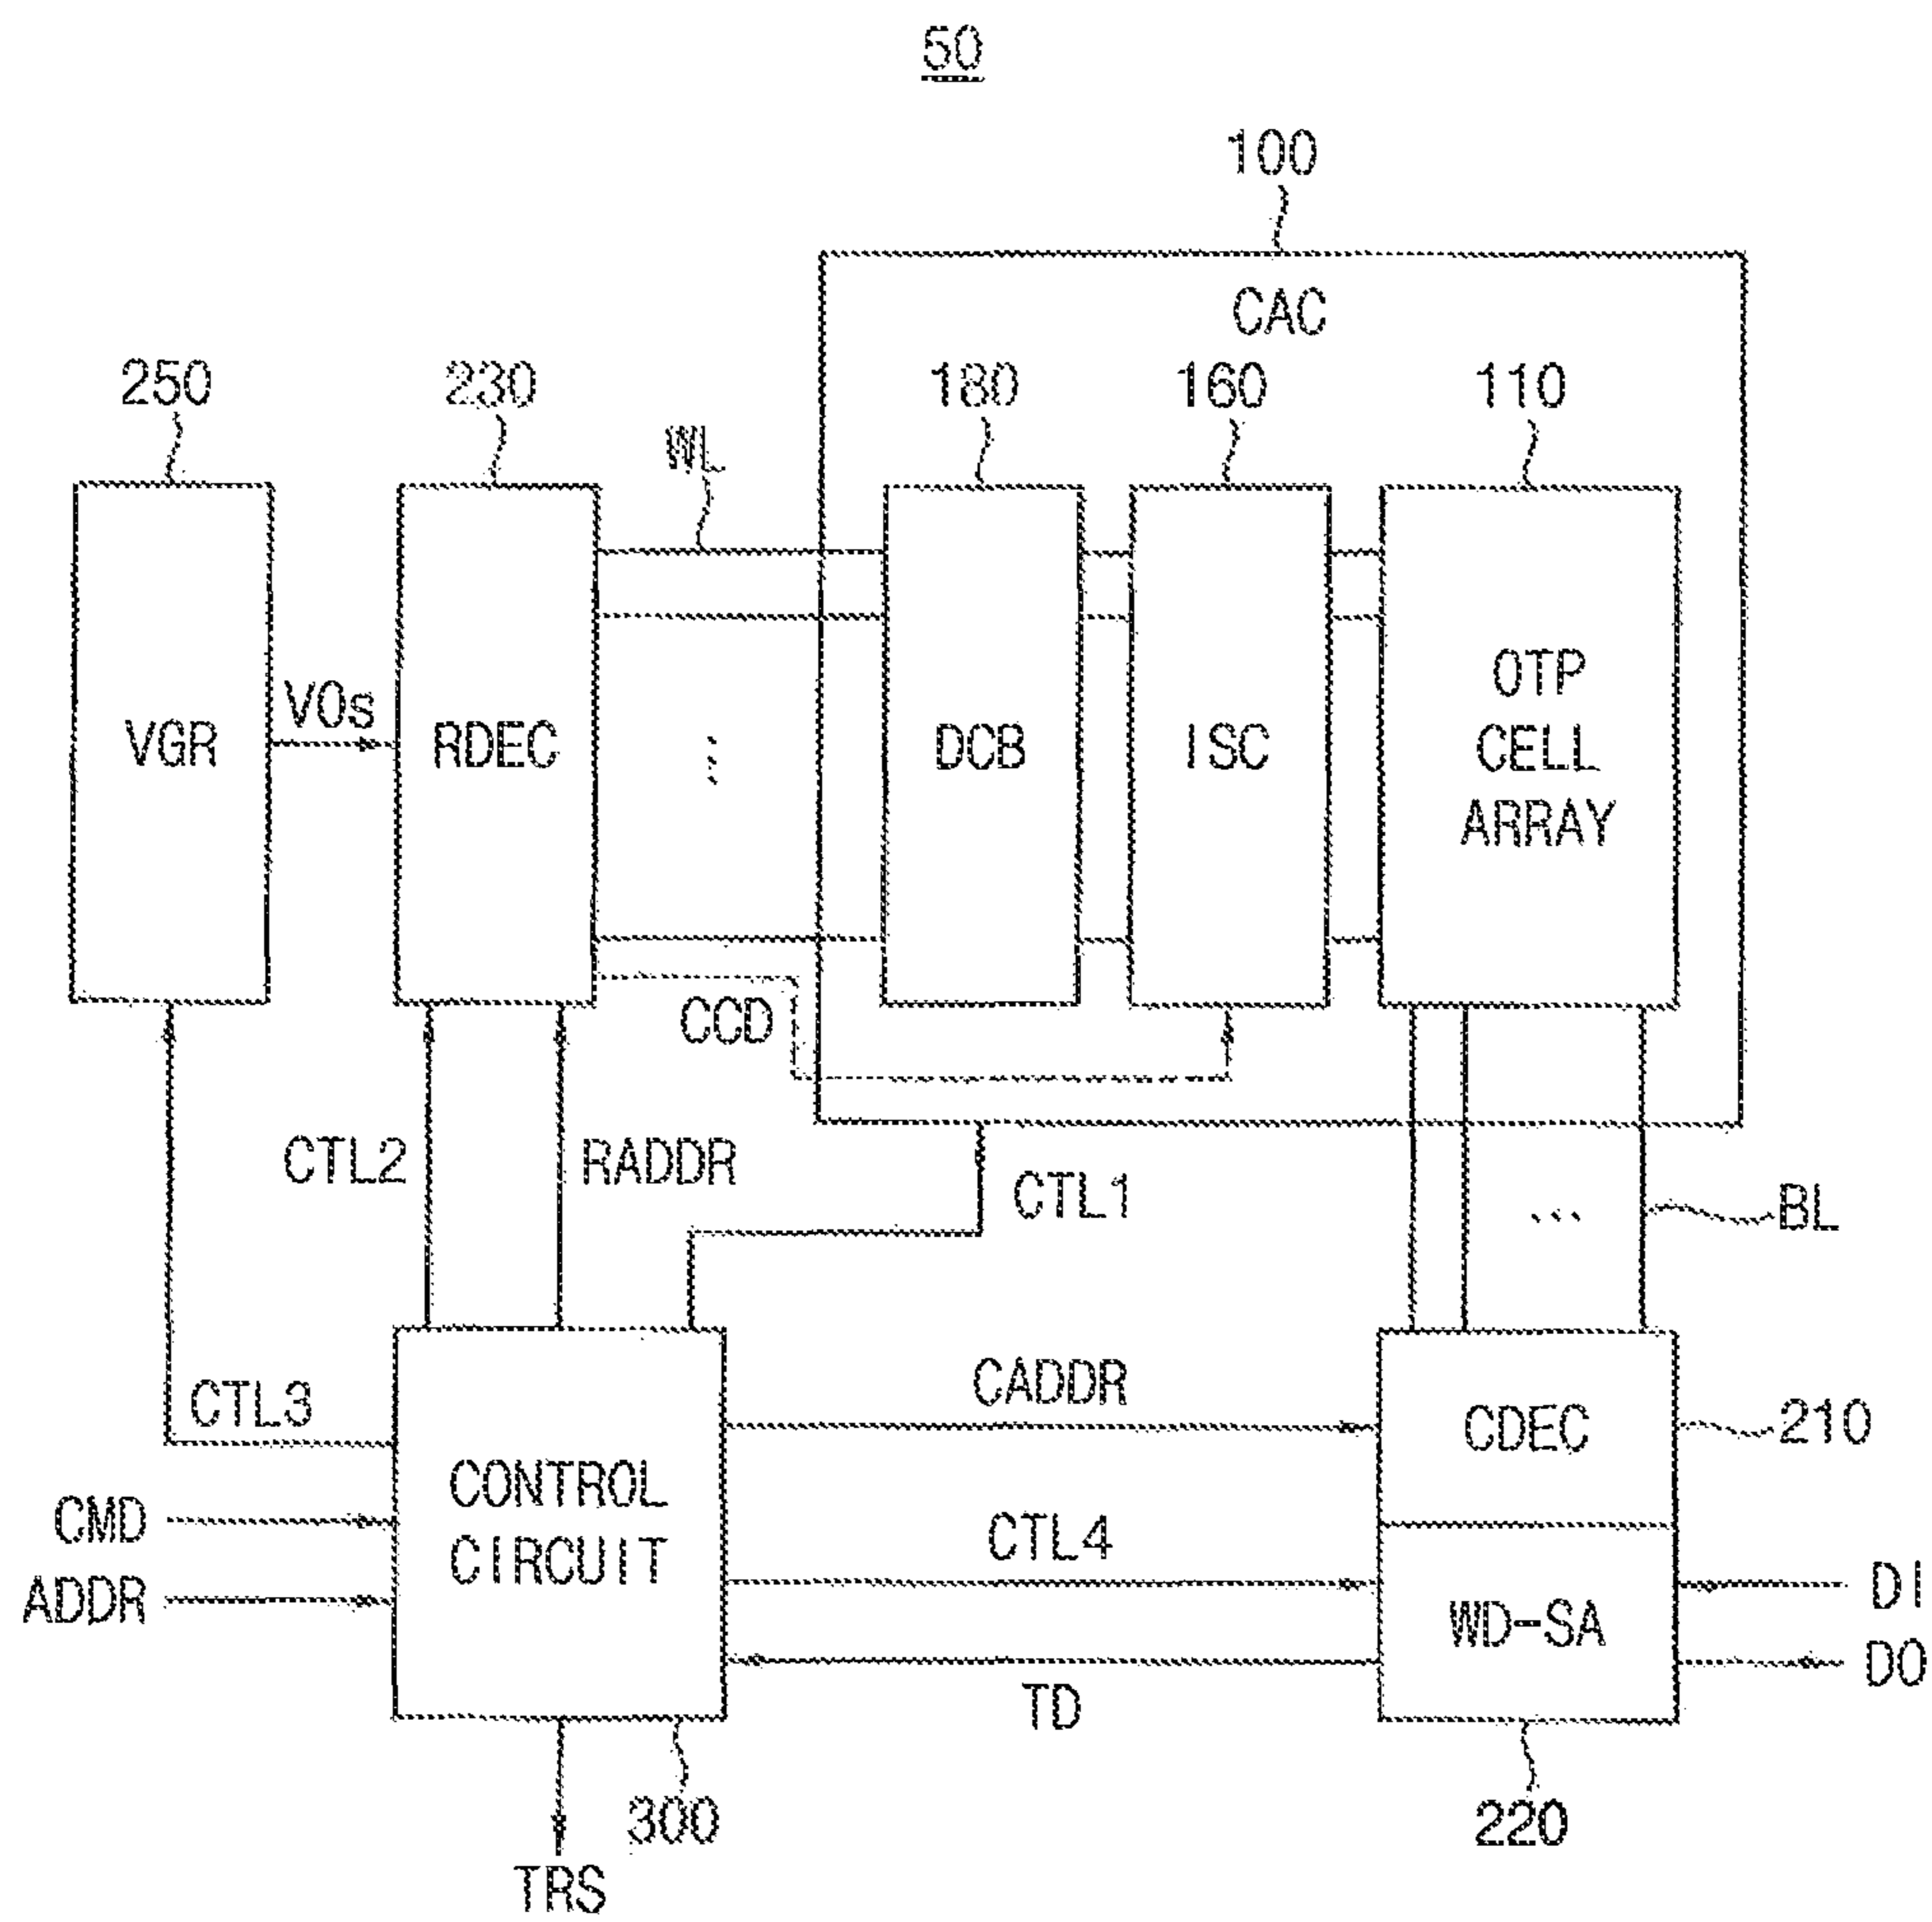 50
100
CAC
250
230
WL
180
160
110
VGR
VOs
RDEC
DCB
ISC
OTP
CELL
ARRAY
CCD
CTL2
RADDR
CTL1
BL
CTL3
CADDR
CDEC
210
CONTROL
CIRCUIT
CMD
ADDR
CTL4
WD-SA
DI
DO
TD
300
220
TRS